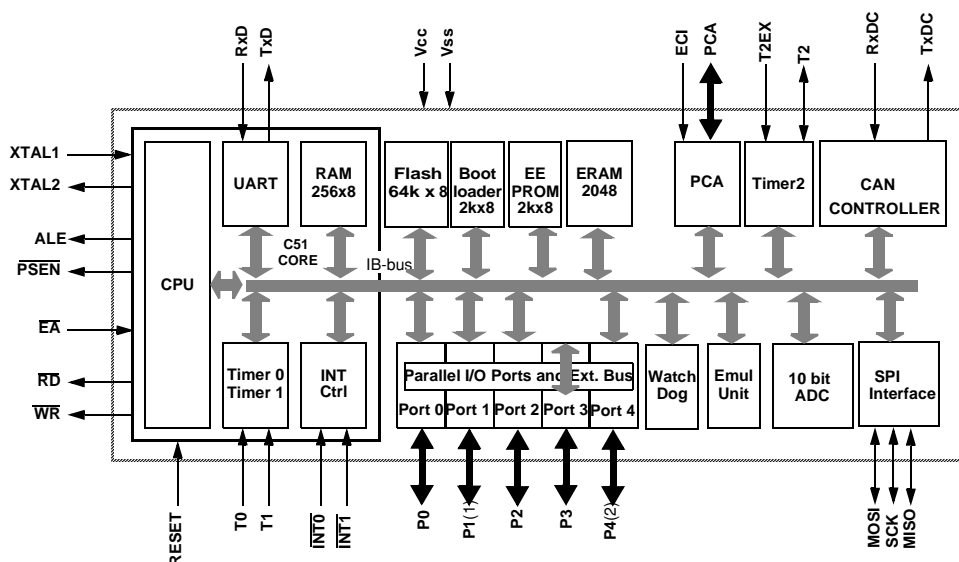 RxD
TxD
Vcc
Vss
ECI
PCA
T2EX
T2
RxDC
TxDC
XTAL1
XTAL2
ALE
PSEN
EA
RD
WR
CPU
UART
RAM
256x8
C51
CORE
IB-bus
Flash
64k x 8
Boot
loader
2kx8
EE
PROM
2kx8
ERAM
2048
PCA
Timer2
CAN
CONTROLLER
Timer 0
Timer 1
INT
Ctrl
Parallel I/O Ports and Ext. Bus
Port 0
Port 1
Port 2
Port 3
Port 4
Watch
Dog
Emul
Unit
10 bit
ADC
SPI
Interface
RESET
T0
T1
INT0
INT1
P0
P1(1)
P2
P3
P4(2)
MOSI
SCK
MISO